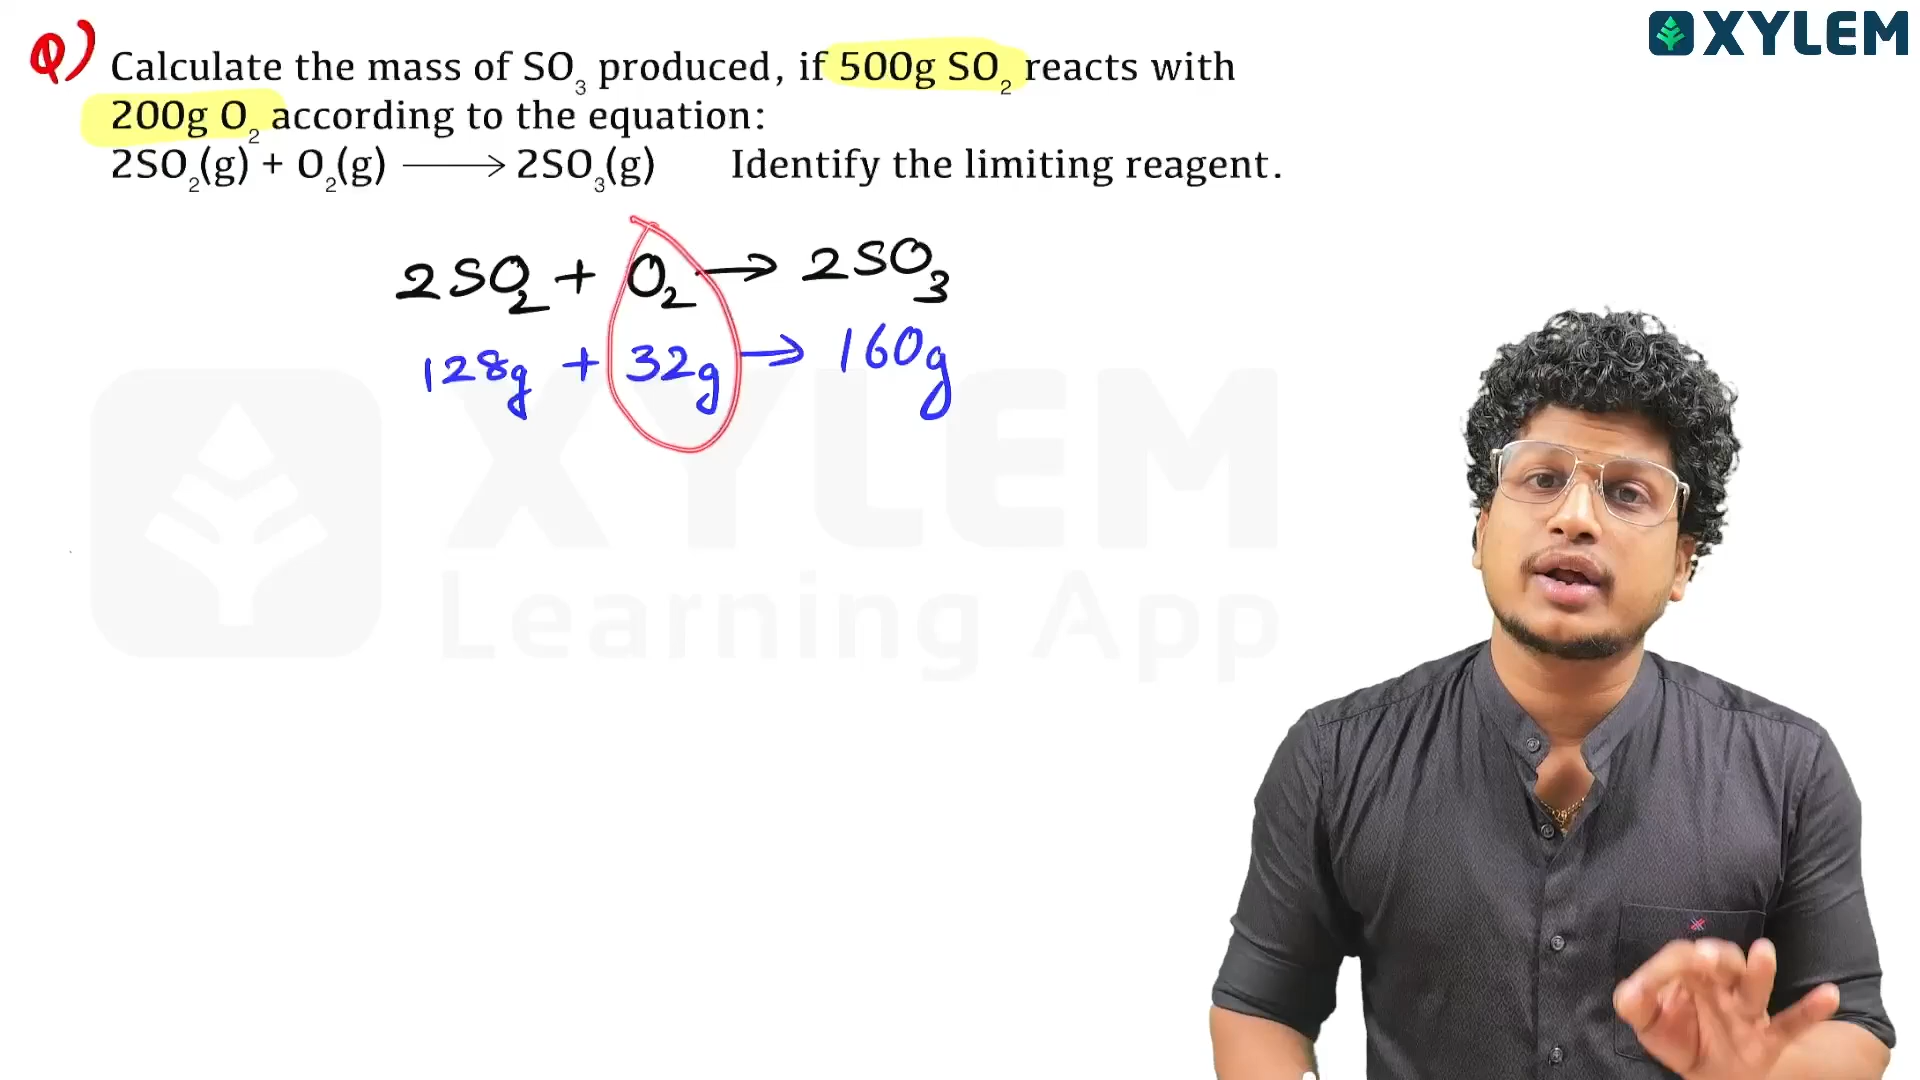 XYLEM
Q)
Calculate the mass of SO₃ produced, if 500g SO₂ reacts with
200g O₂ according to the equation:
2SO₂(g) + O₂(g) ⟶ 2SO₃(g) Identify the limiting reagent.
2SO₂ + O₂ → 2SO₃
128g + 32g → 160g
XYLEM
Learning App